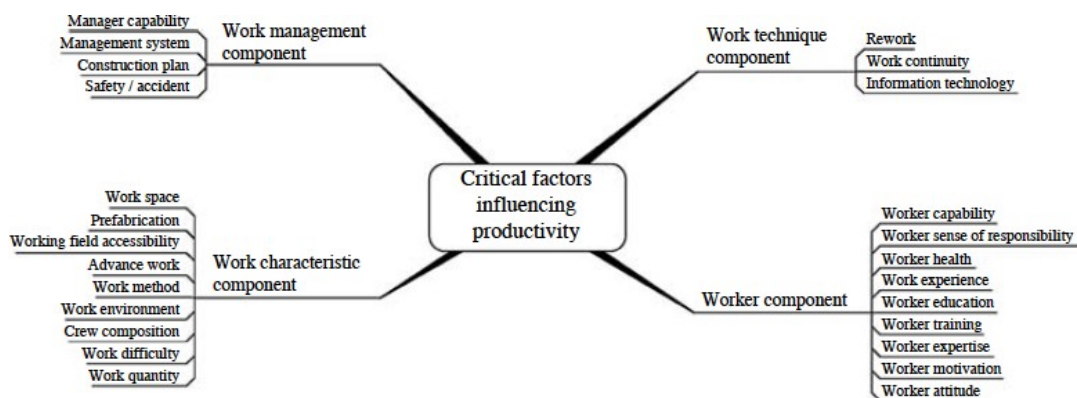 Manager capability
Management system
Construction plan
Safety / accident
Work management
component
Work technique
component
Rework
Work continuity
Information technology
Critical factors
influencing
productivity
Work space
Prefabrication
Working field accessibility
Advance work
Work method
Work environment
Crew composition
Work difficulty
Work quantity
Work characteristic
component
Worker component
Worker capability
Worker sense of responsibility
Worker health
Work experience
Worker education
Worker training
Worker expertise
Worker motivation
Worker attitude